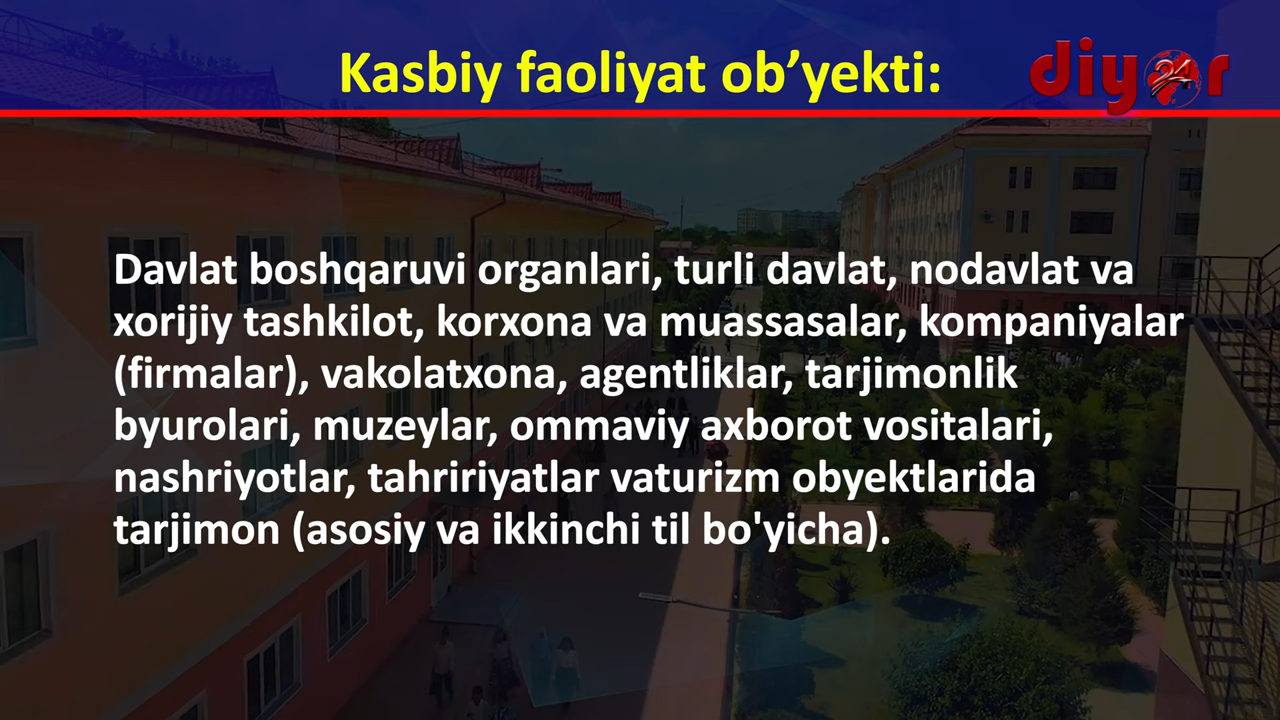 Kasbiy faoliyat ob’yekti:
diyor 24
Davlat boshqaruvi organlari, turli davlat, nodavlat va
xorijiy tashkilot, korxona va muassasalar, kompaniyalar
(firmalar), vakolatxona, agentliklar, tarjimonlik
byurolari, muzeylar, ommaviy axborot vositalari,
nashriyotlar, tahririyatlar vaturizm obyektlarida
tarjimon (asosiy va ikkinchi til bo'yicha).